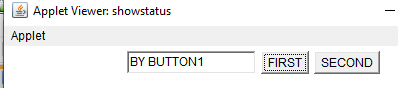 Applet Viewer: showstatus
Applet
BY BUTTON1 FIRST SECOND